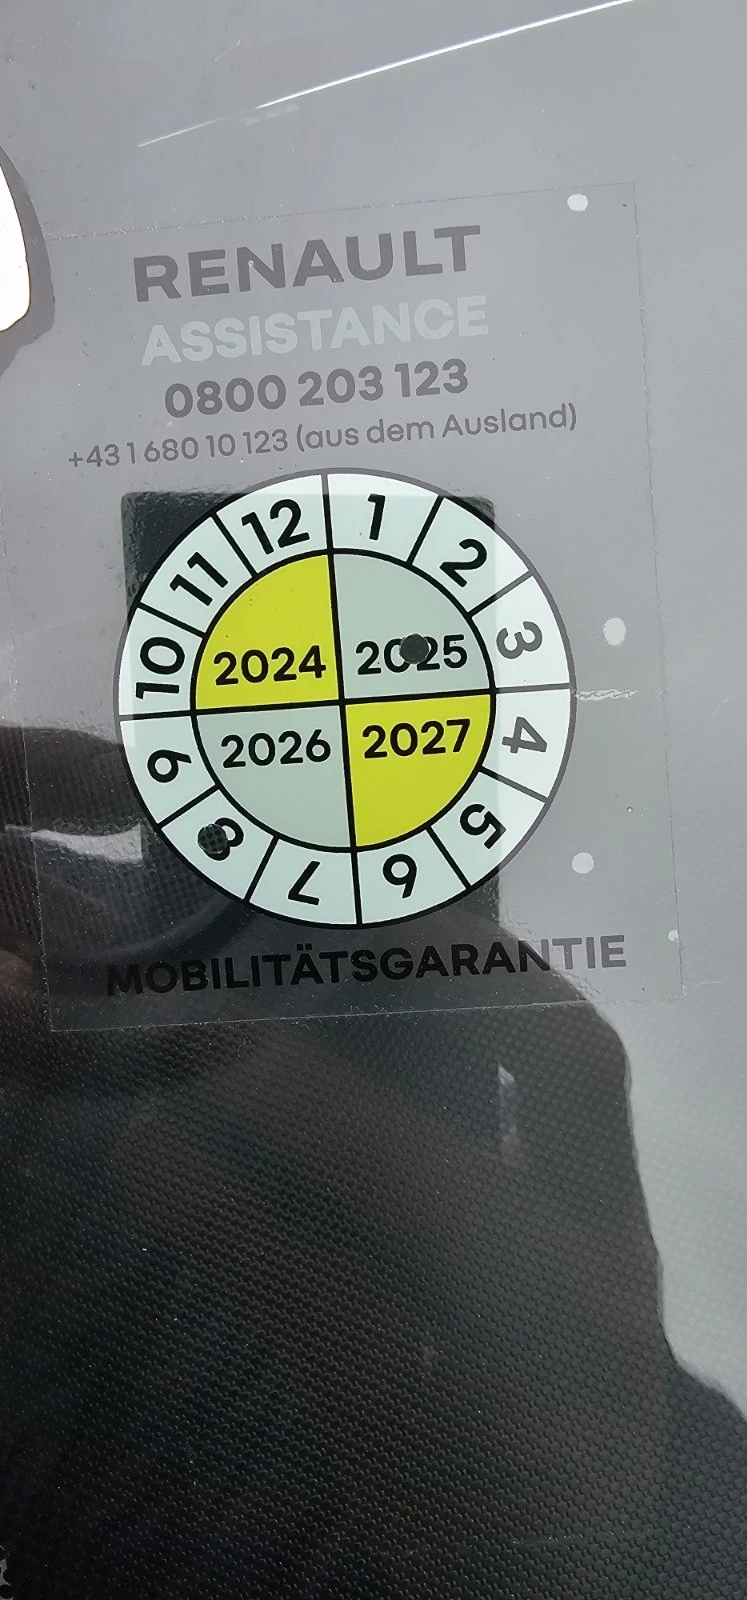 RENAULT
ASSISTANCE
0800 203 123
+43 1 680 10 123 (aus dem Ausland)
12 1 2 3 4 5 6 7 8 9 10 11
2024 2025
2026 2027
MOBILITÄTSGARANTIE